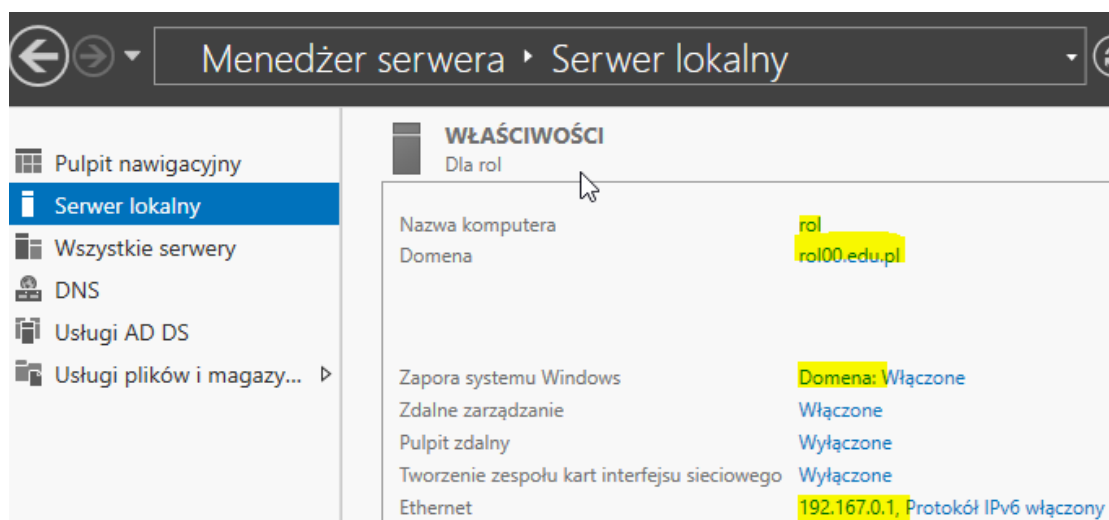 Menedżer serwera ‣ Serwer lokalny
Pulpit nawigacyjny
Serwer lokalny
Wszystkie serwery
DNS
Usługi AD DS
Usługi plików i magazy...
WŁAŚCIWOŚCI
Dla rol
Nazwa komputera rol
Domena rol00.edu.pl
Zapora systemu Windows Domena: Włączone
Zdalne zarządzanie Włączone
Pulpit zdalny Wyłączone
Tworzenie zespołu kart interfejsu sieciowego Wyłączone
Ethernet 192.167.0.1, Protokół IPv6 włączony